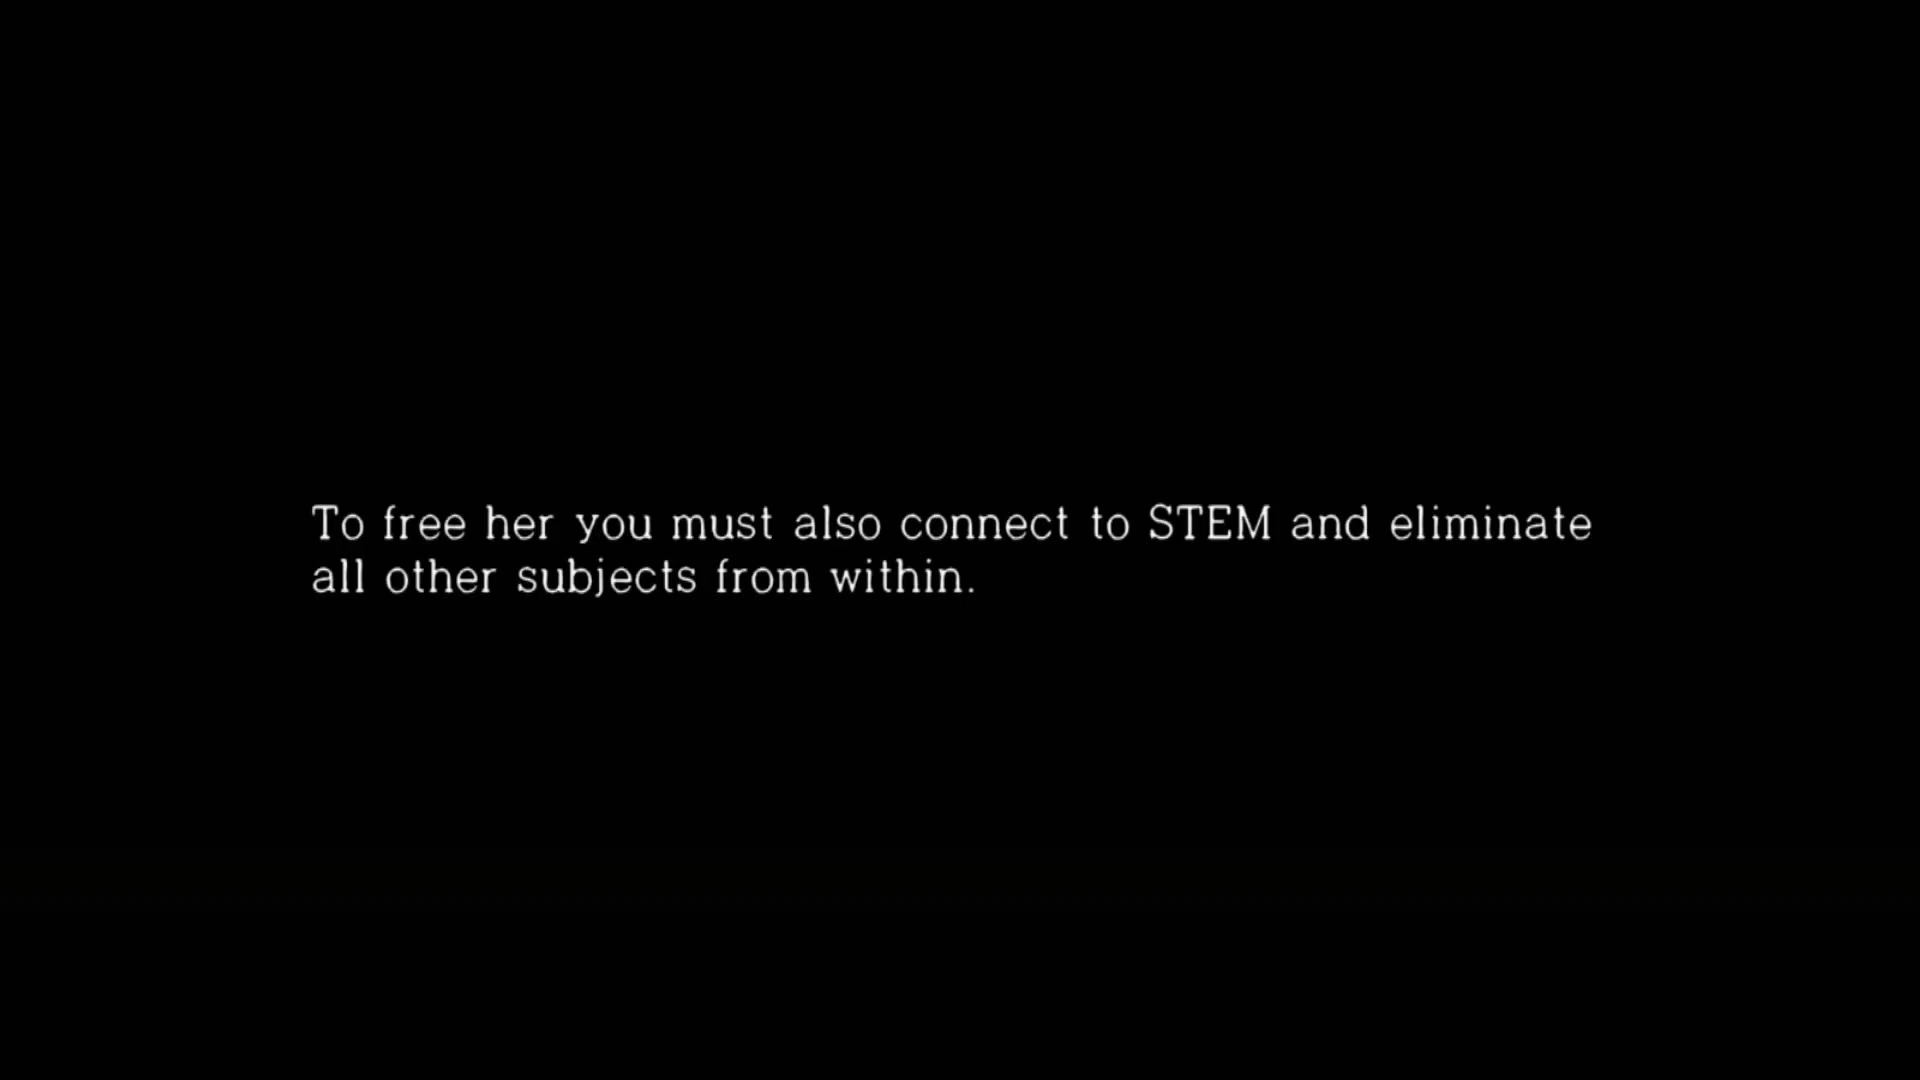 To free her you must also connect to STEM and eliminate
all other subjects from within.